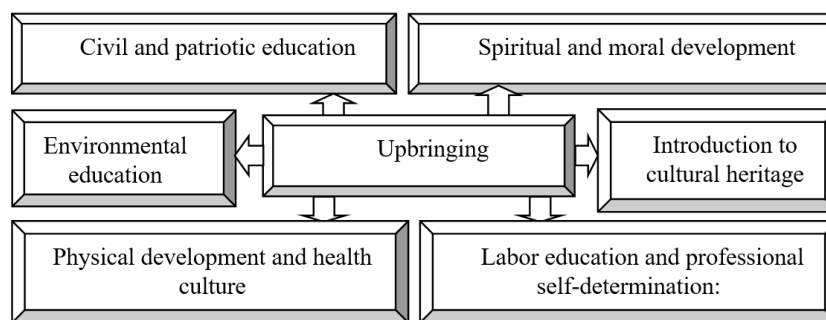 Civil and patriotic education
Spiritual and moral development
Environmental
education
Upbringing
Introduction to
cultural heritage
Physical development and health
culture
Labor education and professional
self-determination: